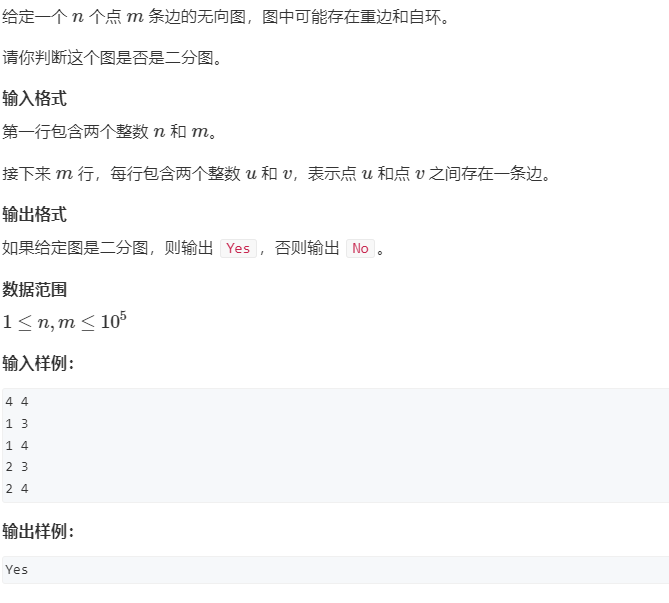 给定一个 n 个点 m 条边的无向图，图中可能存在重边和自环。
请你判断这个图是否是二分图。
输入格式
第一行包含两个整数 n 和 m。
接下来 m 行，每行包含两个整数 u 和 v，表示点 u 和点 v 之间存在一条边。
输出格式
如果给定图是二分图，则输出 Yes，否则输出 No。
数据范围
1 ≤ n, m ≤ 10⁵
输入样例：
4 4
1 3
1 4
2 3
2 4
输出样例：
Yes